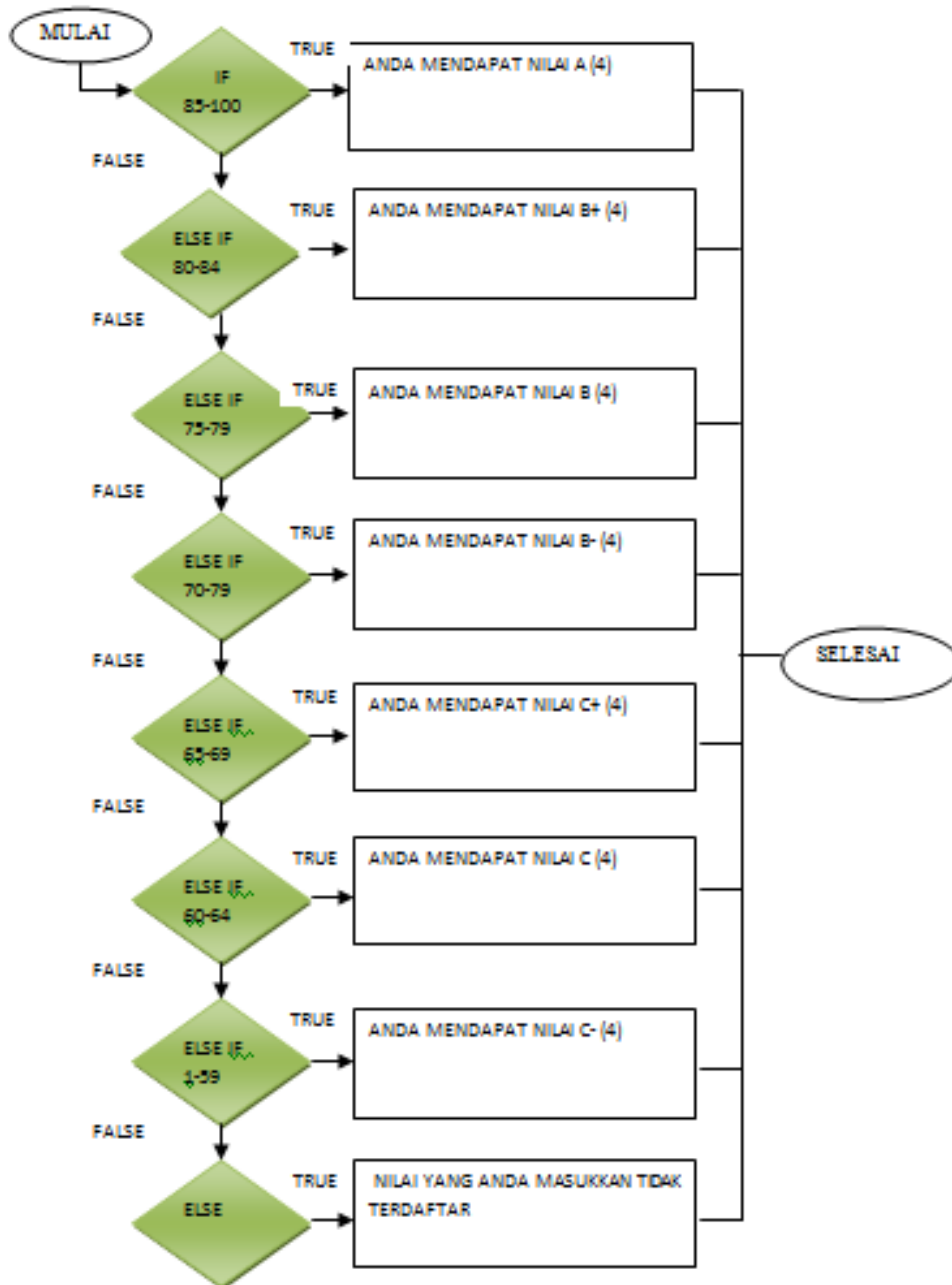 MULAI
IF
85-100
TRUE
ANDA MENDAPAT NILAI A (4)
FALSE
ELSE IF
80-84
TRUE
ANDA MENDAPAT NILAI B+ (4)
FALSE
ELSE IF
75-79
TRUE
ANDA MENDAPAT NILAI B (4)
FALSE
ELSE IF
70-79
TRUE
ANDA MENDAPAT NILAI B- (4)
FALSE
ELSE IF
65-69
TRUE
ANDA MENDAPAT NILAI C+ (4)
SELESAI
FALSE
ELSE IF
60-64
TRUE
ANDA MENDAPAT NILAI C (4)
FALSE
ELSE IF
1-59
TRUE
ANDA MENDAPAT NILAI C- (4)
FALSE
ELSE
TRUE
NILAI YANG ANDA MASUKKAN TIDAK
TERDAFTAR